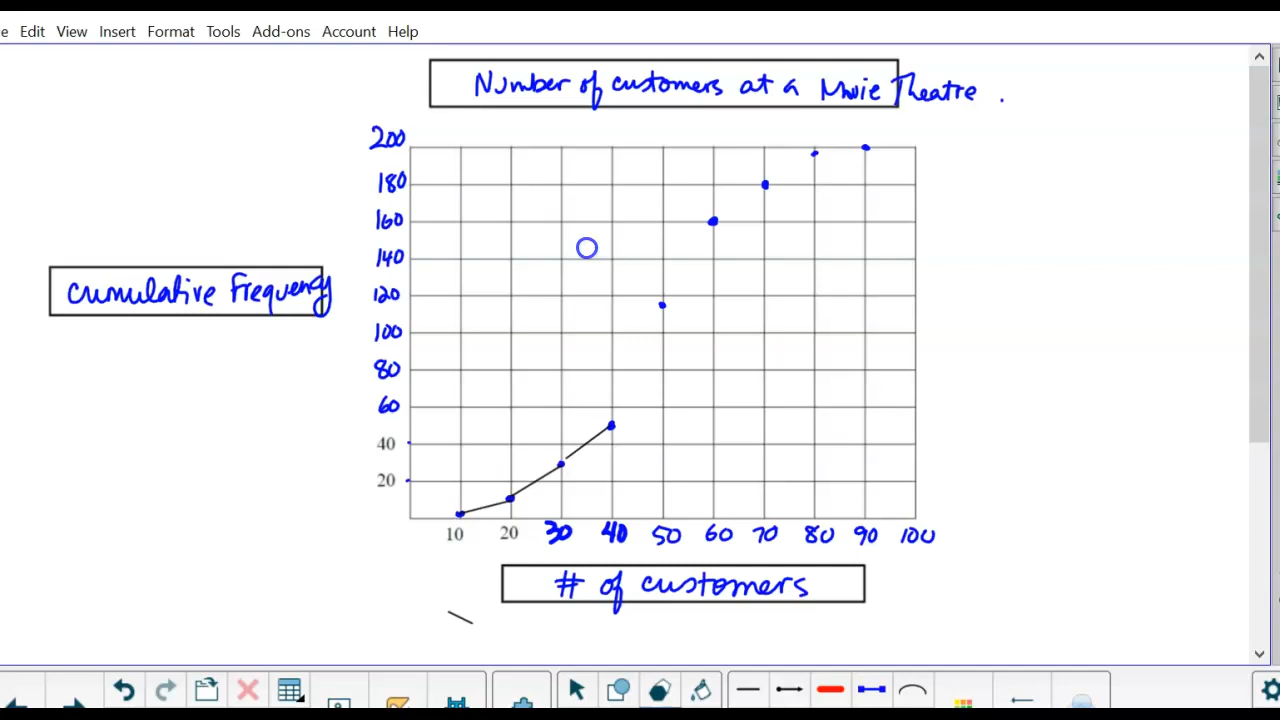 Edit View Insert Format Tools Add-ons Account Help
Number of customers at a Movie Theatre .
200
180
160
140
Cumulative Frequency
120
100
80
60
40
20
10 20 30 40 50 60 70 80 90 100
# of customers